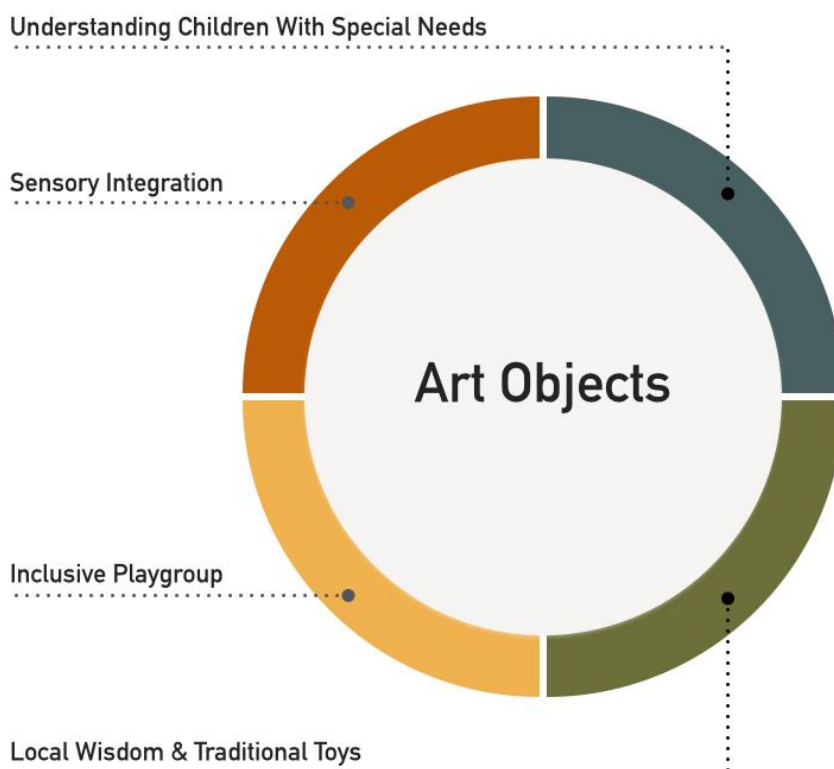 Understanding Children With Special Needs
Sensory Integration
Art Objects
Inclusive Playgroup
Local Wisdom & Traditional Toys